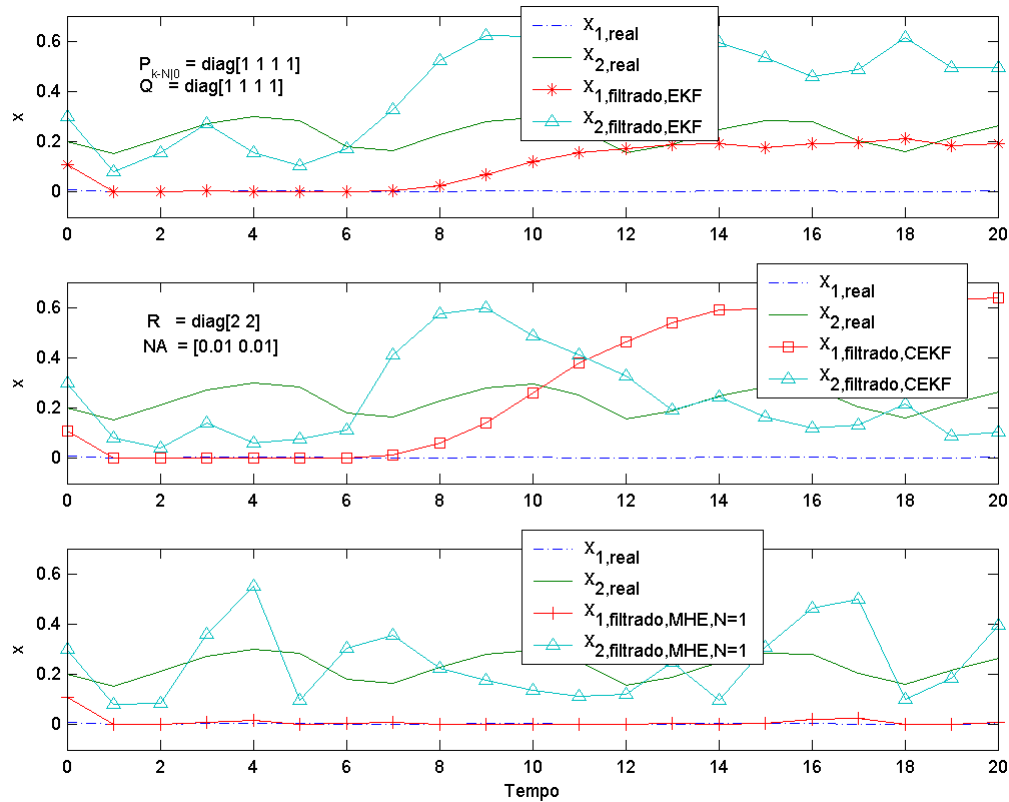 P_{k-N|0} = diag[1 1 1 1]
Q = diag[1 1 1 1]
X_{1,real}
X_{2,real}
X_{1,filtrado,EKF}
X_{2,filtrado,EKF}
0.6
0.4
0.2
0
x
0 2 4 6 8 10 12 14 16 18 20
R = diag[2 2]
NA = [0.01 0.01]
X_{1,real}
X_{2,real}
X_{1,filtrado,CEKF}
X_{2,filtrado,CEKF}
0.6
0.4
0.2
0
x
0 2 4 6 8 10 12 14 16 18 20
X_{1,real}
X_{2,real}
X_{1,filtrado,MHE,N=1}
X_{2,filtrado,MHE,N=1}
0.6
0.4
0.2
0
x
0 2 4 6 8 10 12 14 16 18 20
Tempo